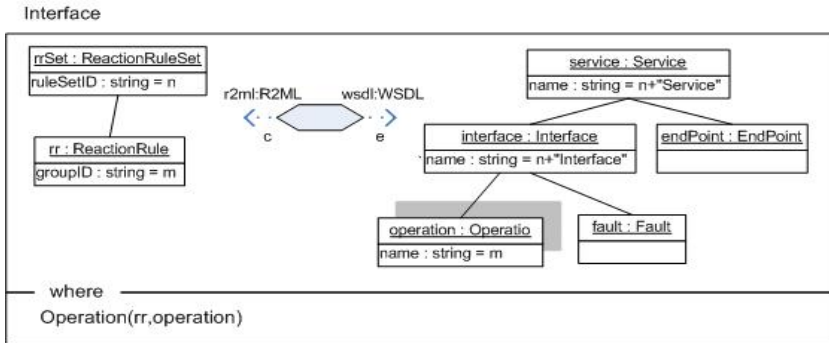 Interface
rrSet : ReactionRuleSet
ruleSetID : string = n
rr : ReactionRule
groupID : string = m
r2ml:R2ML
wsdl:WSDL
c
e
service : Service
name : string = n+"Service"
interface : Interface
name : string = n+"Interface"
endPoint : EndPoint
operation : Operatio
name : string = m
fault : Fault
where
Operation(rr,operation)